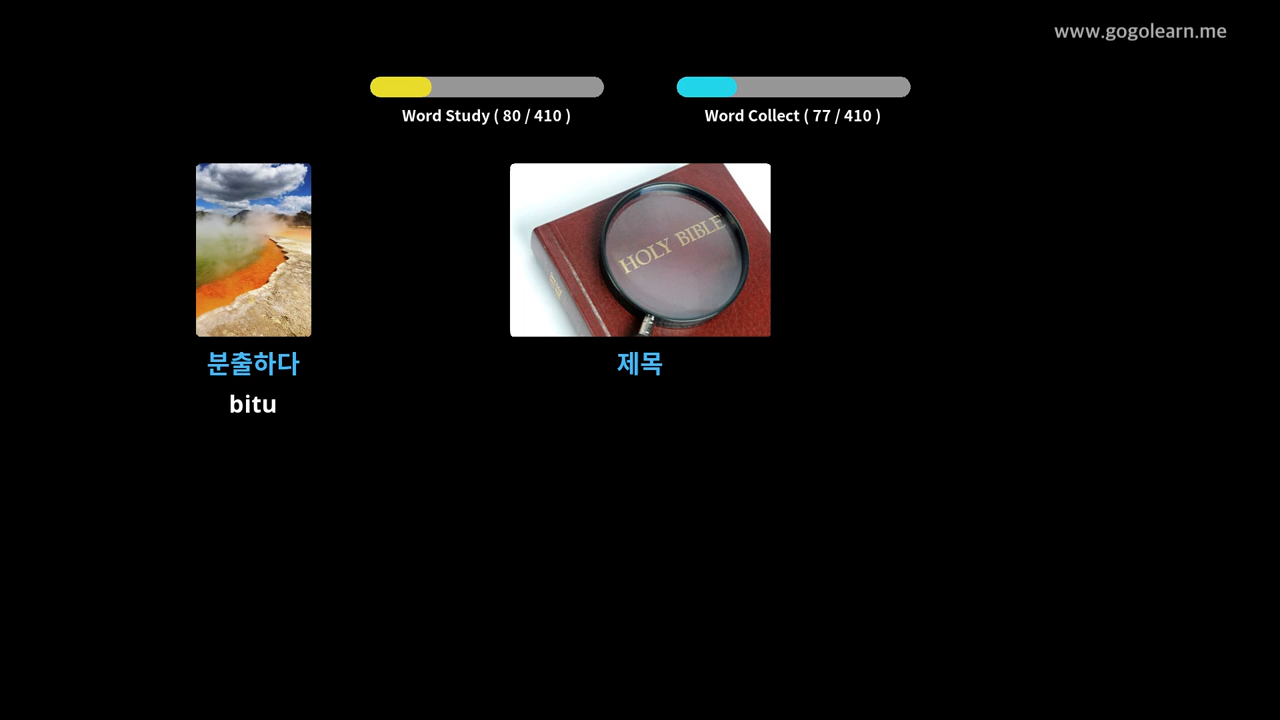 www.gogolearn.me
Word Study ( 80 / 410 )
Word Collect ( 77 / 410 )
HOLY BIBLE
분출하다
제목
bitu